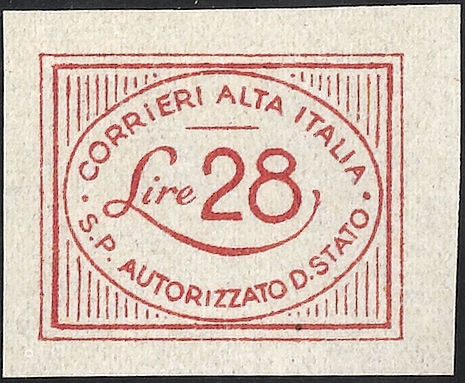 CORRIERI ALTA ITALIA
Lire 28
S.P. AUTORIZZATO D. STATO